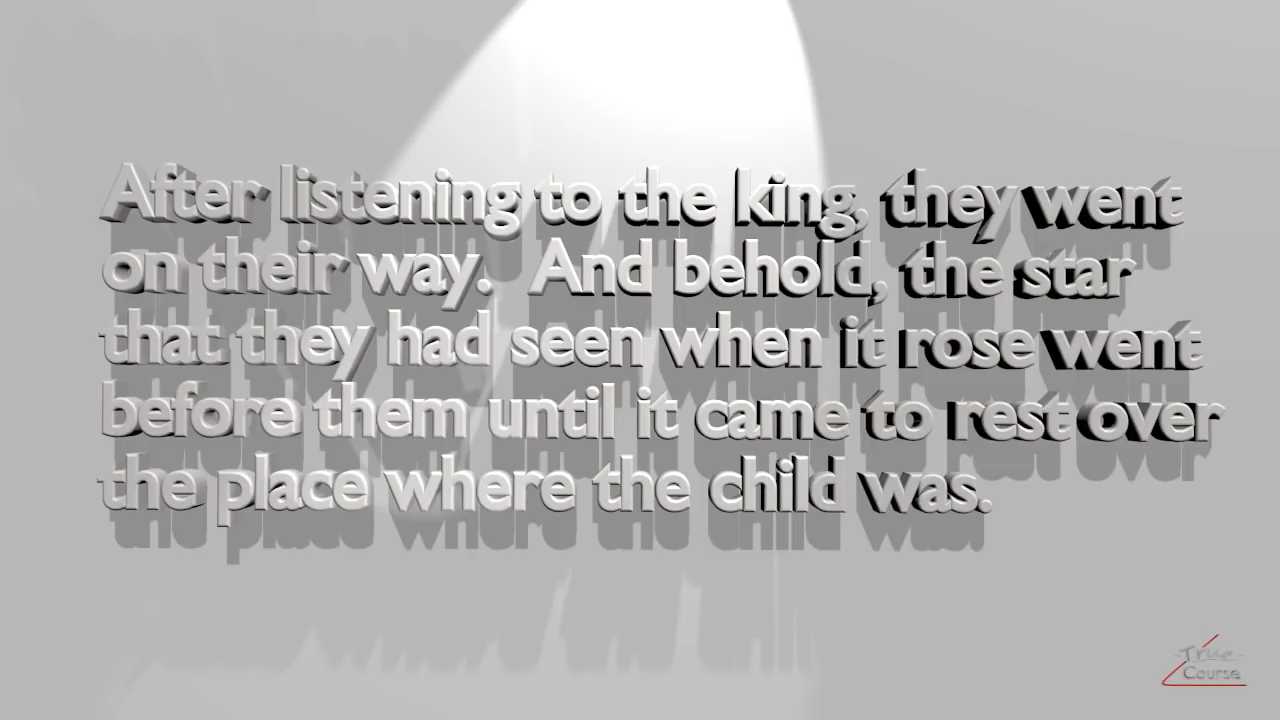 After listening to the king, they went
on their way.  And behold, the star
that they had seen when it rose went
before them until it came to rest over
the place where the child was.
True
Course